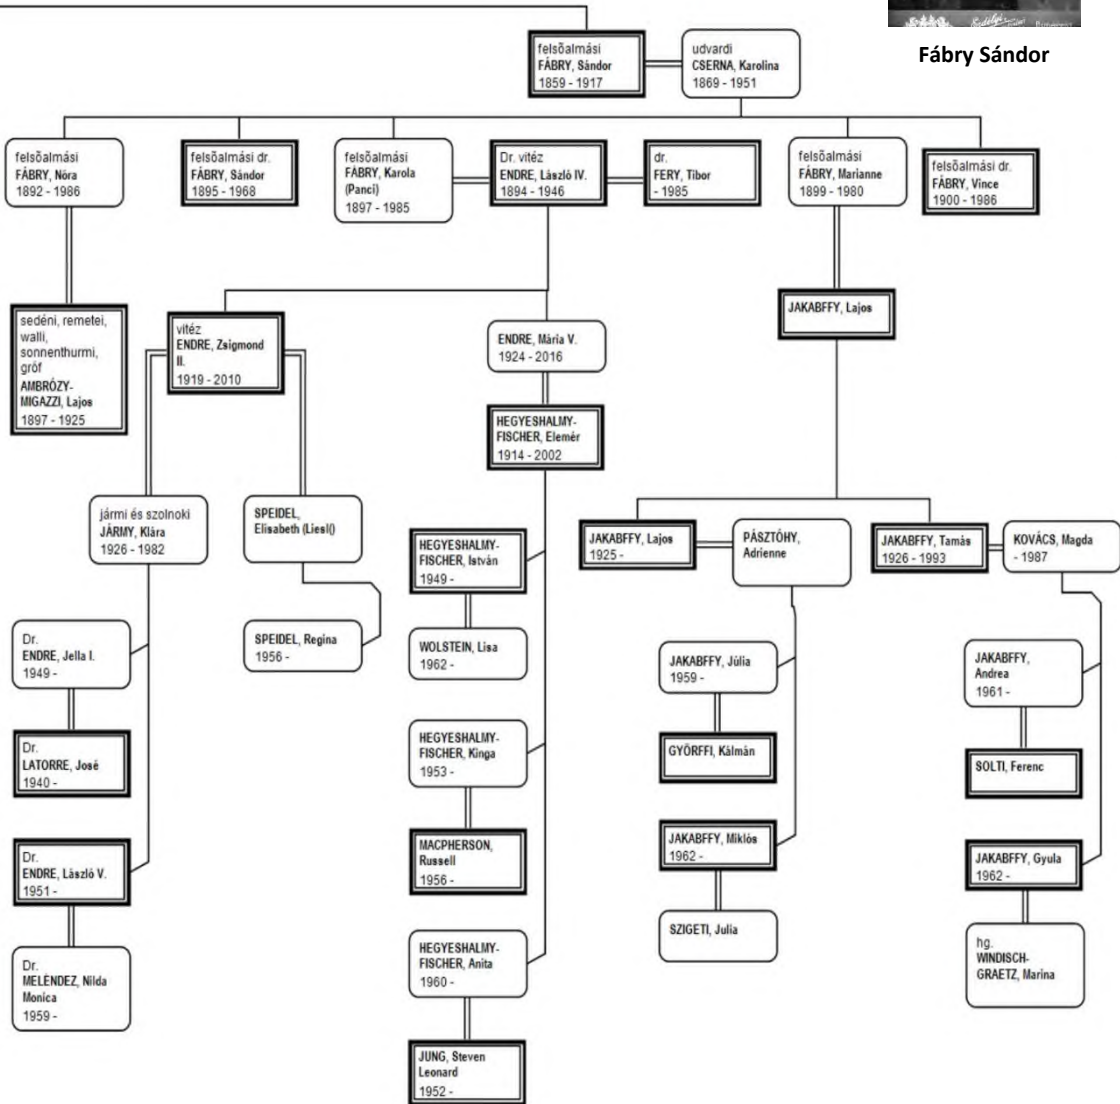 Fábry Sándor
felsõalmási
FÁBRY, Sándor
1859 - 1917
udvardi
CSERNA, Karolina
1869 - 1951
felsõalmási
FÁBRY, Nóra
1892 - 1986
felsõalmási dr.
FÁBRY, Sándor
1895 - 1968
felsõalmási
FÁBRY, Karola
(Panci)
1897 - 1985
Dr. vitéz
ENDRE, László IV.
1894 - 1946
dr.
FERY, Tibor
- 1985
felsõalmási
FÁBRY, Marianne
1899 - 1980
felsõalmási dr.
FÁBRY, Vince
1900 - 1986
sedéni, remetei,
walli,
sonnenthurmi,
gróf
AMBRÓZY-
MIGAZZI, Lajos
1897 - 1925
vitéz
ENDRE, Zsigmond
II.
1919 - 2010
ENDRE, Mária V.
1924 - 2016
JAKABFFY, Lajos
HEGYESHALMY-
FISCHER, Elemér
1914 - 2002
jármi és szolnoki
JÁRMY, Klára
1926 - 1982
SPEIDEL,
Elisabeth (Liesl()
HEGYESHALMY-
FISCHER, István
1949 -
JAKABFFY, Lajos
1925 -
PÁSZTÓHY,
Adrienne
JAKABFFY, Tamás
1926 - 1993
KOVÁCS, Magda
- 1987
Dr.
ENDRE, Jella I.
1949 -
SPEIDEL, Regina
1956 -
WOLSTEIN, Lisa
1962 -
JAKABFFY, Júlia
1959 -
JAKABFFY,
Andrea
1961 -
Dr.
LATORRE, José
1940 -
HEGYESHALMY-
FISCHER, Kinga
1953 -
GYÖRFFI, Kálmán
SOLTI, Ferenc
Dr.
ENDRE, László V.
1951 -
MACPHERSON,
Russell
1956 -
JAKABFFY, Miklós
1962 -
JAKABFFY, Gyula
1962 -
Dr.
MELÉNDEZ, Nilda
Monica
1959 -
HEGYESHALMY-
FISCHER, Anita
1960 -
SZIGETI, Julia
hg.
WINDISCH-
GRAETZ, Marina
JUNG, Steven
Leonard
1952 -